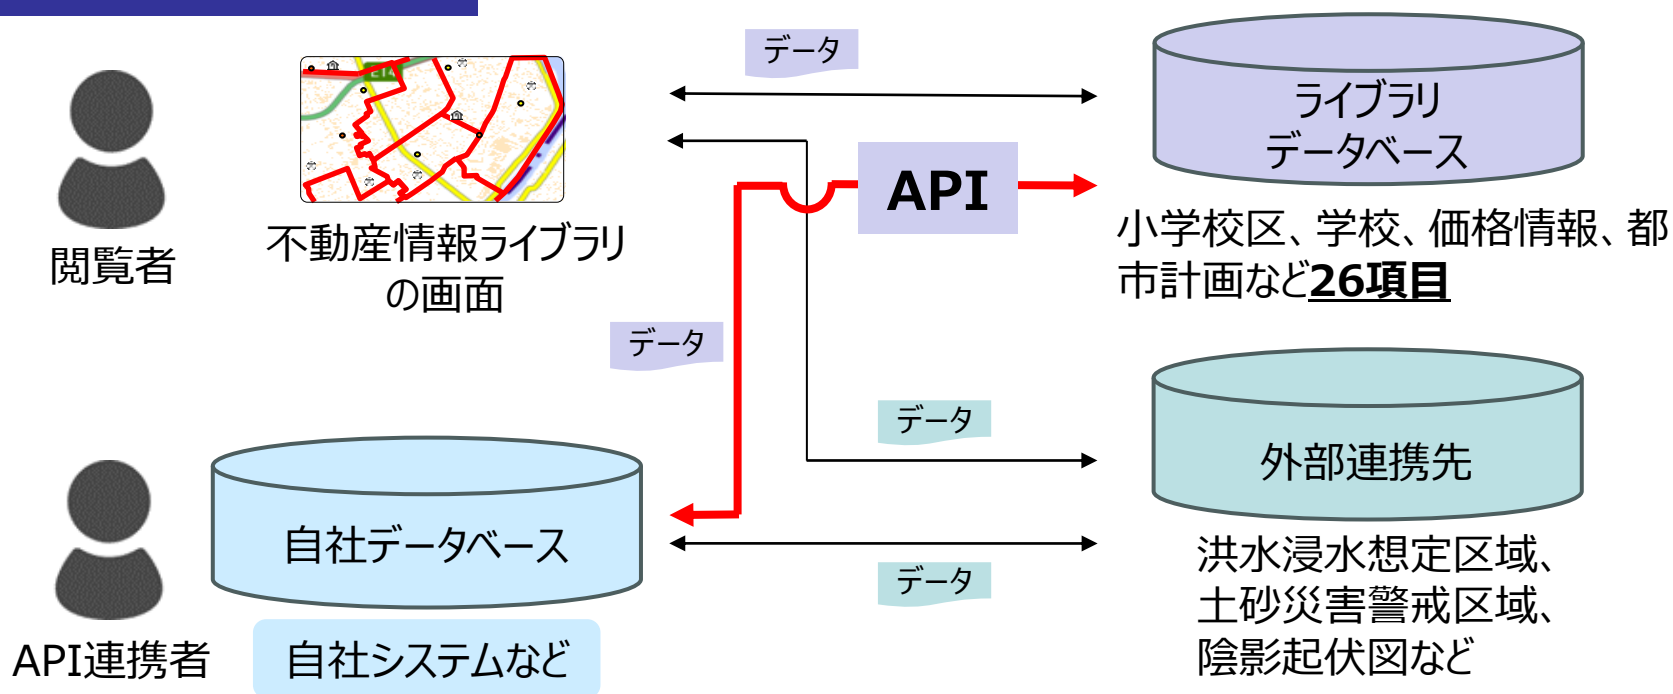 データ
E14
ライブラリ
データベース
API
閲覧者
不動産情報ライブラリ
の画面
小学校区、学校、価格情報、都
市計画など26項目
データ
データ
外部連携先
自社データベース
データ
洪水浸水想定区域、
土砂災害警戒区域、
陰影起伏図など
API連携者
自社システムなど